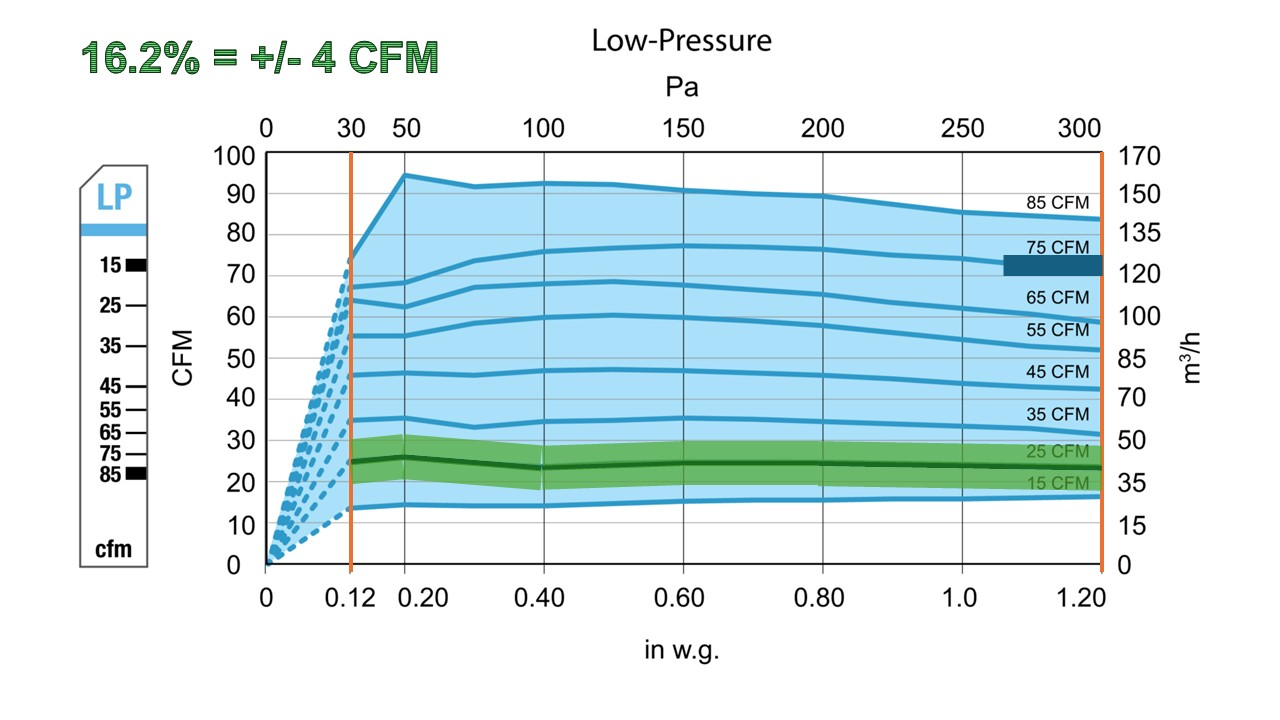 16.2% = +/- 4 CFM
Low-Pressure
Pa
0 30 50 100 150 200 250 300
LP
15
25
35
45
55
65
75
85
cfm
CFM
100
90
80
70
60
50
40
30
20
10
0
85 CFM
75 CFM
65 CFM
55 CFM
45 CFM
35 CFM
25 CFM
15 CFM
170
150
135
120
100
85
70
50
35
15
0
m³/h
0 0.12 0.20 0.40 0.60 0.80 1.0 1.20
in w.g.